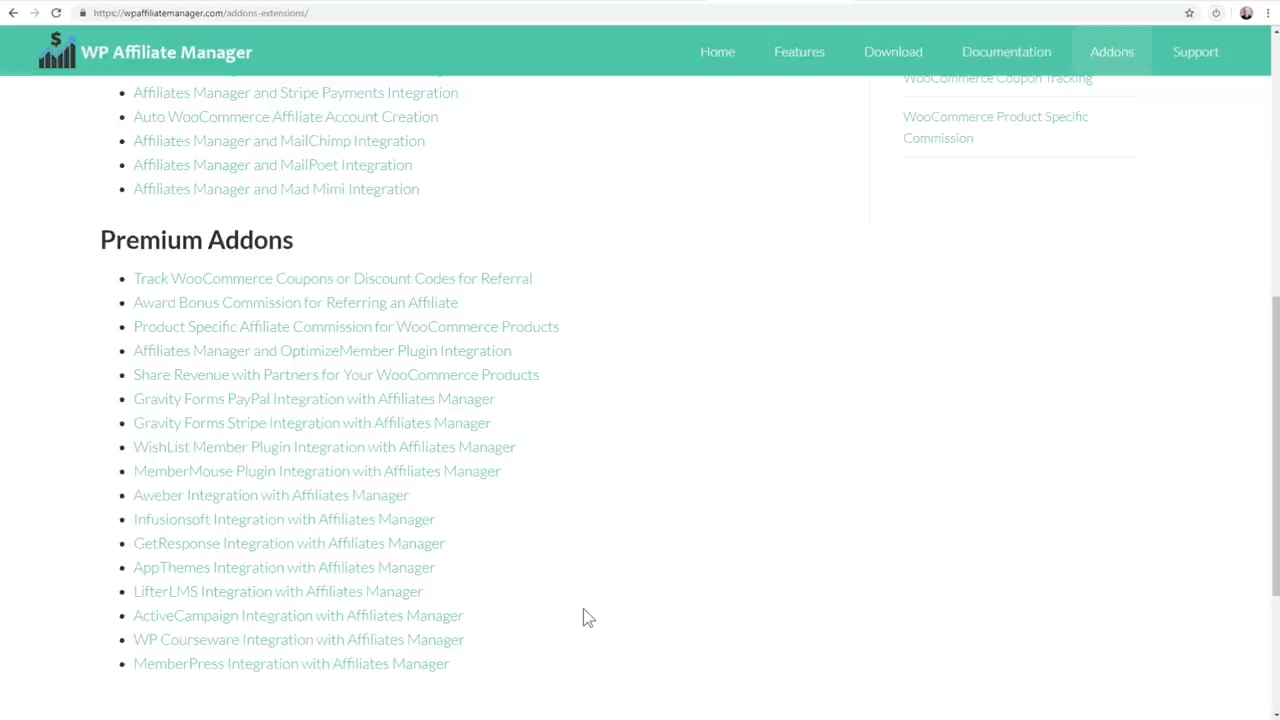 https://wpaffiliatemanager.com/addons-extensions/
WP Affiliate Manager
Home
Features
Download
Documentation
Addons
Support
Affiliates Manager and Stripe Payments Integration
Auto WooCommerce Affiliate Account Creation
Affiliates Manager and MailChimp Integration
Affiliates Manager and MailPoet Integration
Affiliates Manager and Mad Mimi Integration
WooCommerce Coupon Tracking
WooCommerce Product Specific
Commission
Premium Addons
Track WooCommerce Coupons or Discount Codes for Referral
Award Bonus Commission for Referring an Affiliate
Product Specific Affiliate Commission for WooCommerce Products
Affiliates Manager and OptimizeMember Plugin Integration
Share Revenue with Partners for Your WooCommerce Products
Gravity Forms PayPal Integration with Affiliates Manager
Gravity Forms Stripe Integration with Affiliates Manager
WishList Member Plugin Integration with Affiliates Manager
MemberMouse Plugin Integration with Affiliates Manager
Aweber Integration with Affiliates Manager
Infusionsoft Integration with Affiliates Manager
GetResponse Integration with Affiliates Manager
AppThemes Integration with Affiliates Manager
LifterLMS Integration with Affiliates Manager
ActiveCampaign Integration with Affiliates Manager
WP Courseware Integration with Affiliates Manager
MemberPress Integration with Affiliates Manager